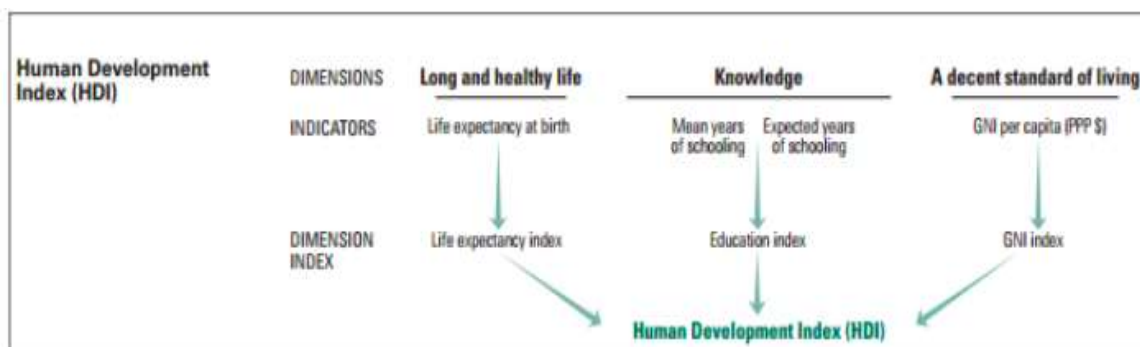 Human Development
Index (HDI)
DIMENSIONS
Long and healthy life
Knowledge
A decent standard of living
INDICATORS
Life expectancy at birth
Mean years
of schooling
Expected years
of schooling
GNI per capita (PPP $)
DIMENSION
INDEX
Life expectancy index
Education index
GNI index
Human Development Index (HDI)